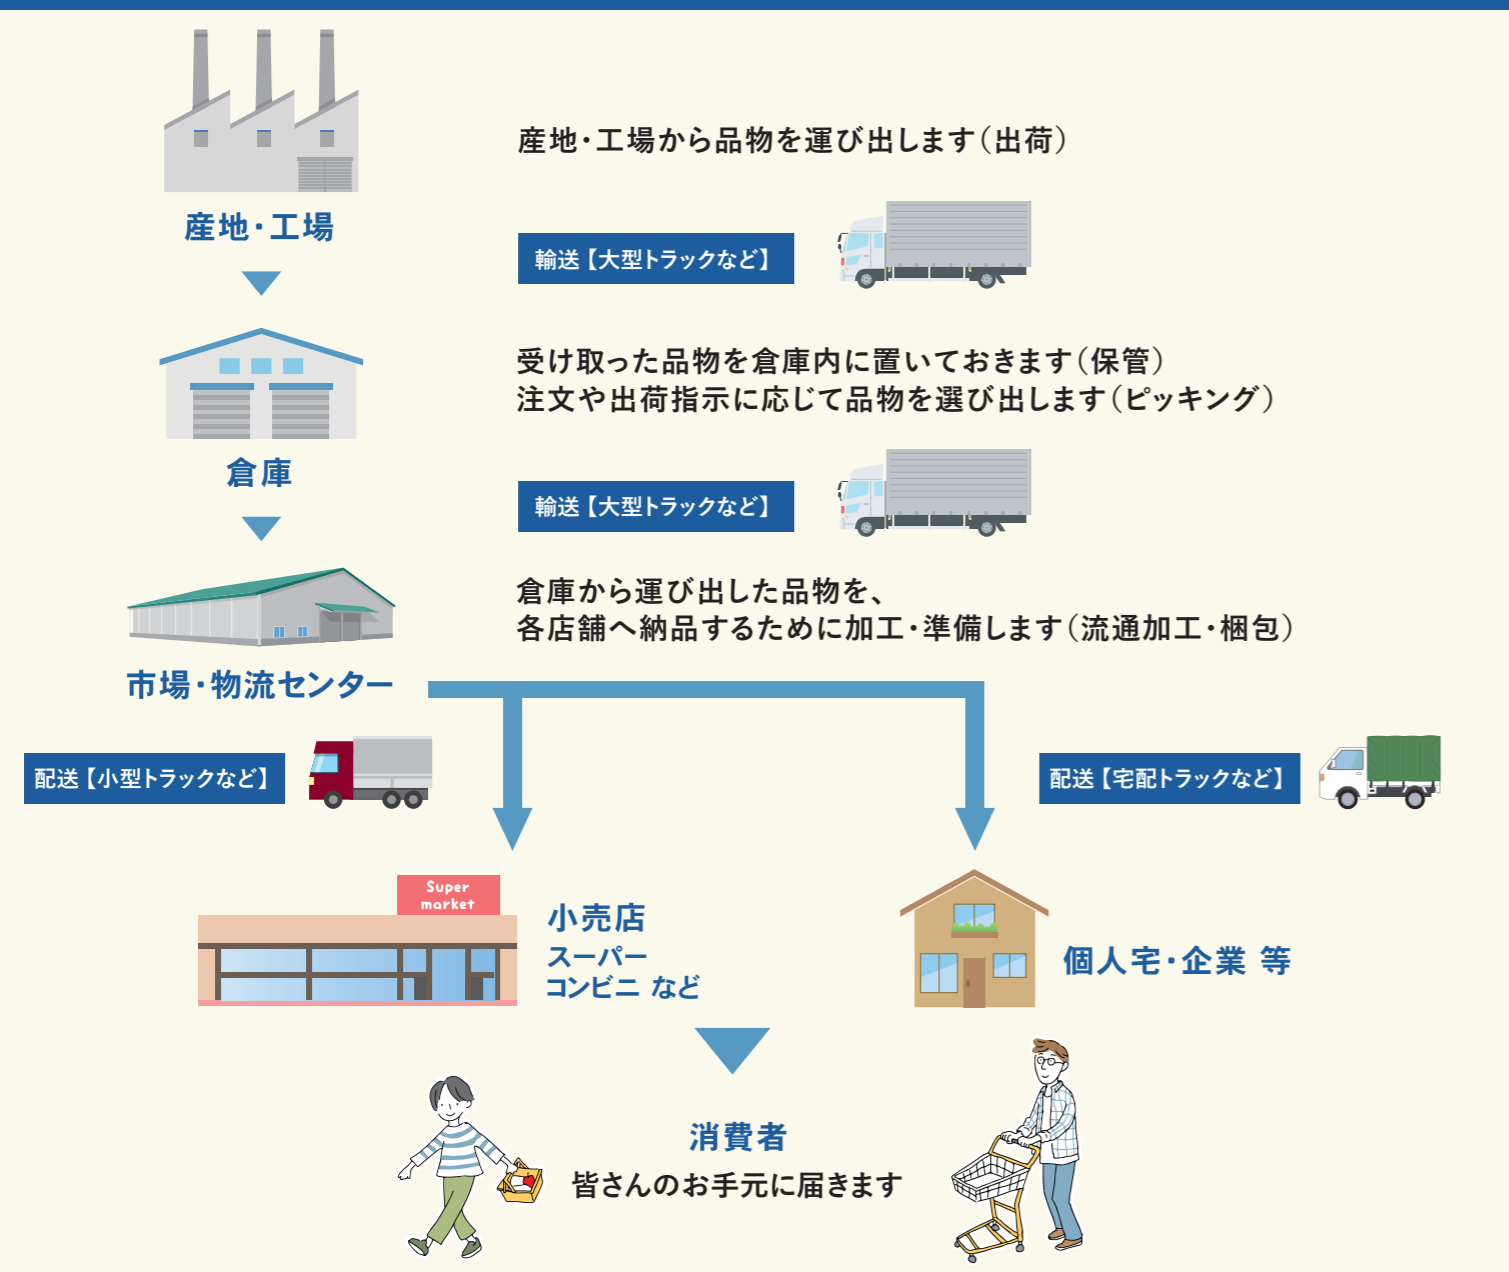 産地・工場から品物を運び出します（出荷）
産地・工場
輸送【大型トラックなど】
受け取った品物を倉庫内に置いておきます（保管）
注文や出荷指示に応じて品物を選び出します（ピッキング）
倉庫
輸送【大型トラックなど】
倉庫から運び出した品物を、
各店舗へ納品するために加工・準備します（流通加工・梱包）
市場・物流センター
配送【小型トラックなど】
配送【宅配トラックなど】
Super
market
小売店
スーパー
コンビニ など
個人宅・企業 等
消費者
皆さんのお手元に届きます